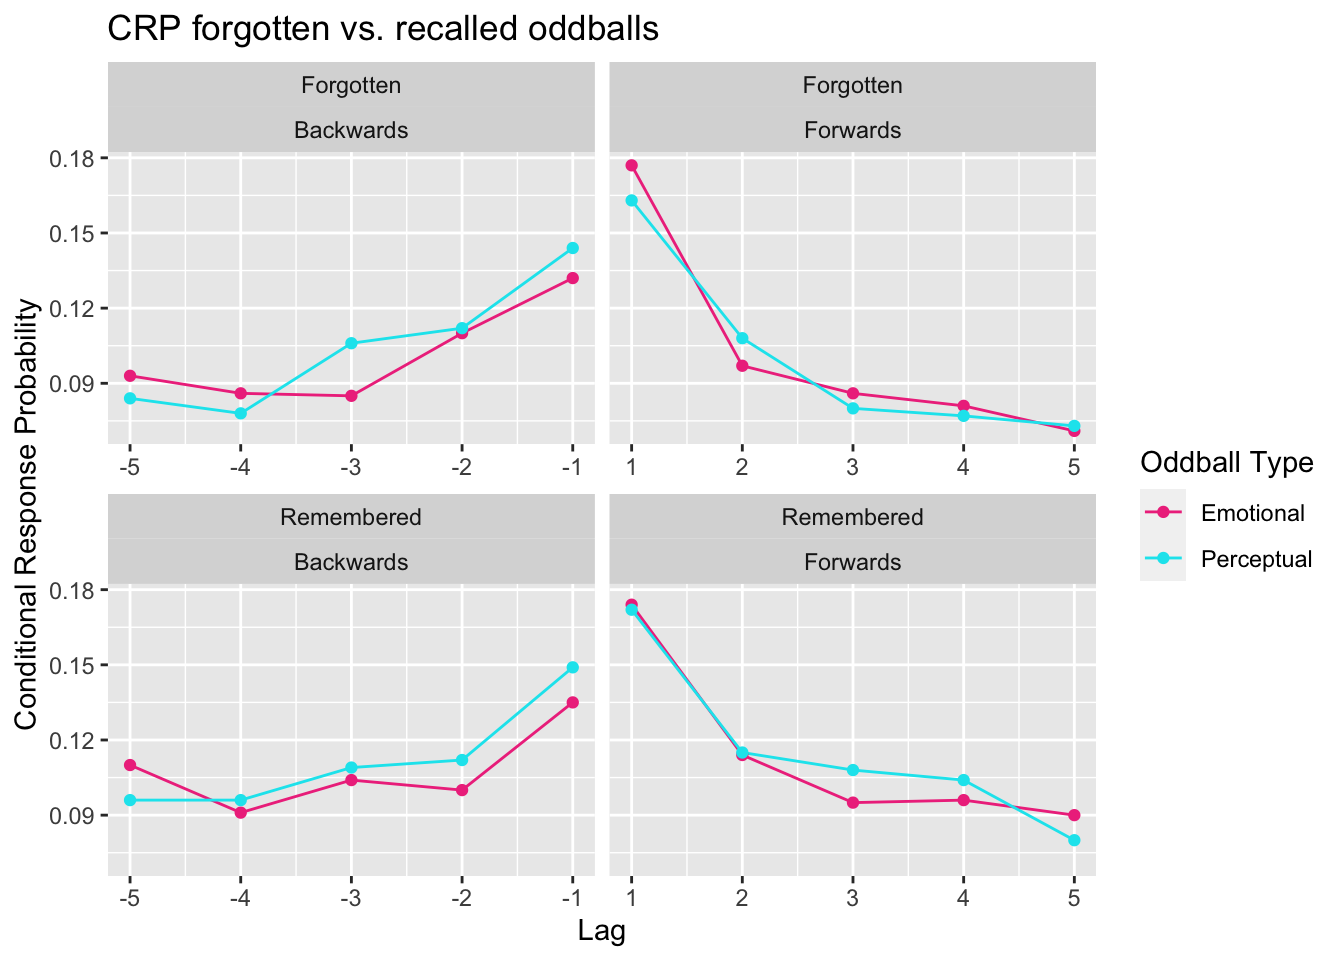 CRP forgotten vs. recalled oddballs
Forgotten
Backwards
Forgotten
Forwards
0.18
0.15
0.12
0.09
-5 -4 -3 -2 -1
1 2 3 4 5
Remembered
Backwards
Remembered
Forwards
0.18
0.15
0.12
0.09
-5 -4 -3 -2 -1
1 2 3 4 5
Conditional Response Probability
Lag
Oddball Type
Emotional
Perceptual